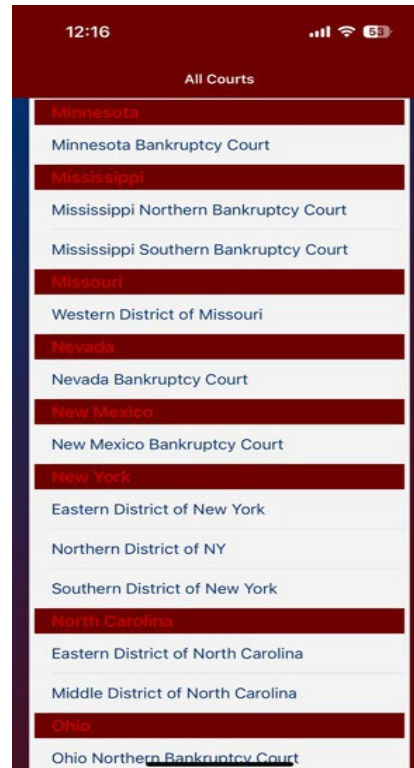 12:16
53
All Courts
Minnesota
Minnesota Bankruptcy Court
Mississippi
Mississippi Northern Bankruptcy Court
Mississippi Southern Bankruptcy Court
Missouri
Western District of Missouri
Nevada
Nevada Bankruptcy Court
New Mexico
New Mexico Bankruptcy Court
New York
Eastern District of New York
Northern District of NY
Southern District of New York
North Carolina
Eastern District of North Carolina
Middle District of North Carolina
Ohio
Ohio Northern Bankruptcy Court